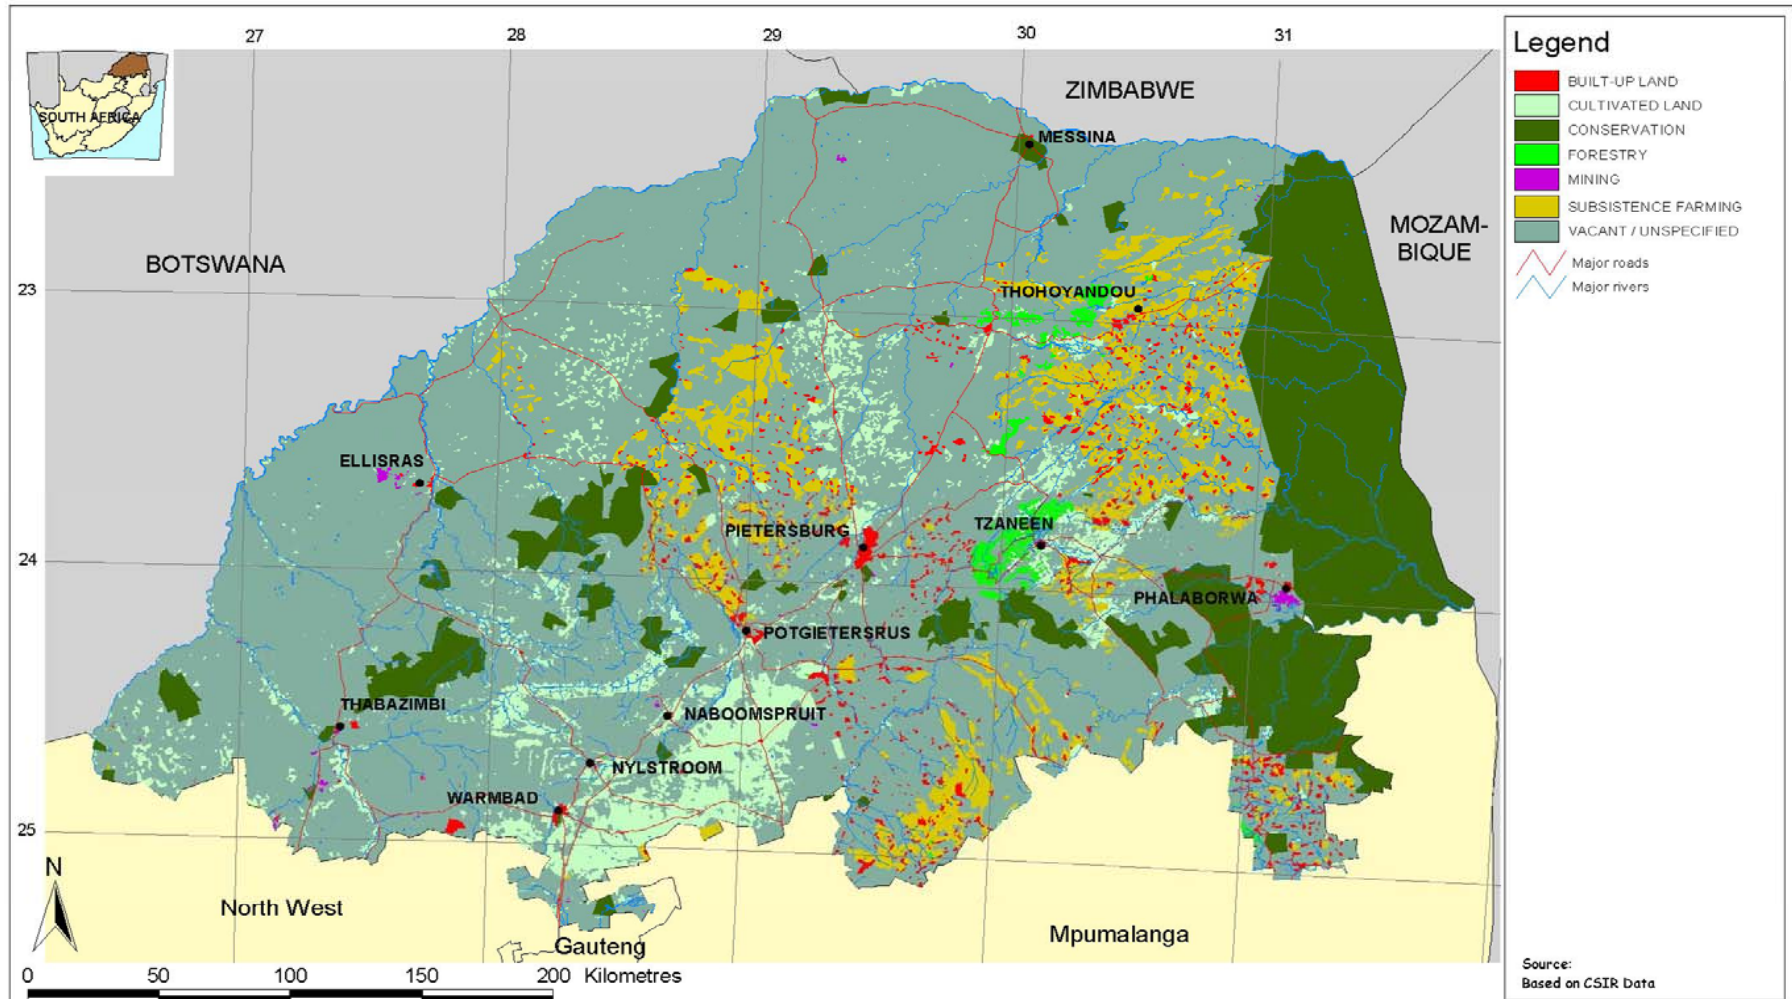 27 28 29 30 31
SOUTH AFRICA
ZIMBABWE
MESSINA
MOZAM-
BIQUE
BOTSWANA
23
THOHOYANDOU
ELLISRAS
PIETERSBURG
TZANEEN
24
PHALABORWA
POTGIETERSRUS
THABAZIMBI
NABOOMSPRUIT
NYLSTROOM
WARMBAD
25
N
North West
Gauteng
Mpumalanga
0 50 100 150 200 Kilometres
Legend
BUILT-UP LAND
CULTIVATED LAND
CONSERVATION
FORESTRY
MINING
SUBSISTENCE FARMING
VACANT / UNSPECIFIED
Major roads
Major rivers
Source:
Based on CSIR Data